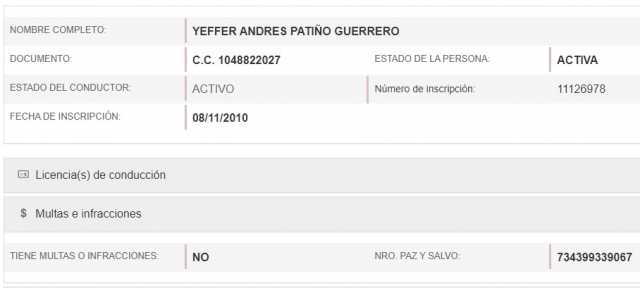 NOMBRE COMPLETO: YEFFER ANDRES PATIÑO GUERRERO
DOCUMENTO: C.C. 1048822027 ESTADO DE LA PERSONA: ACTIVA
ESTADO DEL CONDUCTOR: ACTIVO Número de inscripción: 11126978
FECHA DE INSCRIPCIÓN: 08/11/2010
Licencia(s) de conducción
$ Multas e infracciones
TIENE MULTAS O INFRACCIONES: NO NRO. PAZ Y SALVO: 734399339067